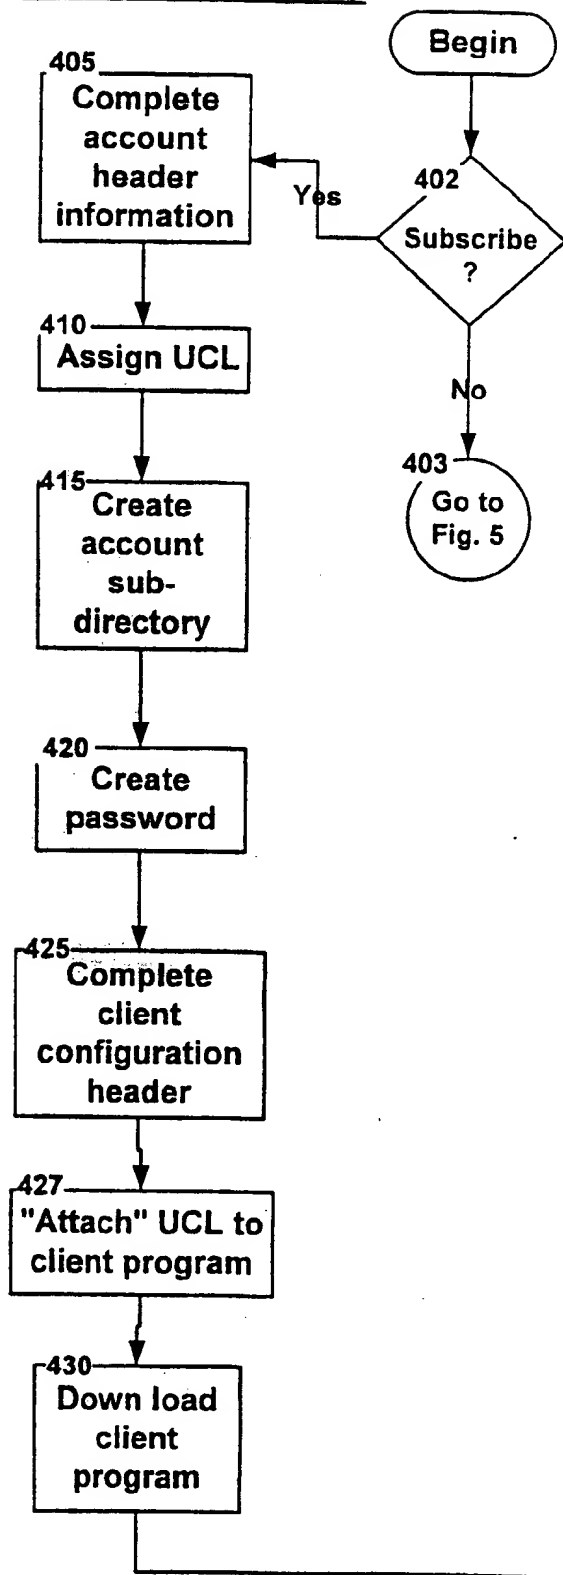 Begin
402
Subscribe
?
Yes
No
403
Go to
Fig. 5
405
Complete
account
header
information
410
Assign UCL
415
Create
account
sub-
directory
420
Create
password
425
Complete
client
configuration
header
427
"Attach" UCL to
client program
430
Down load
client
program